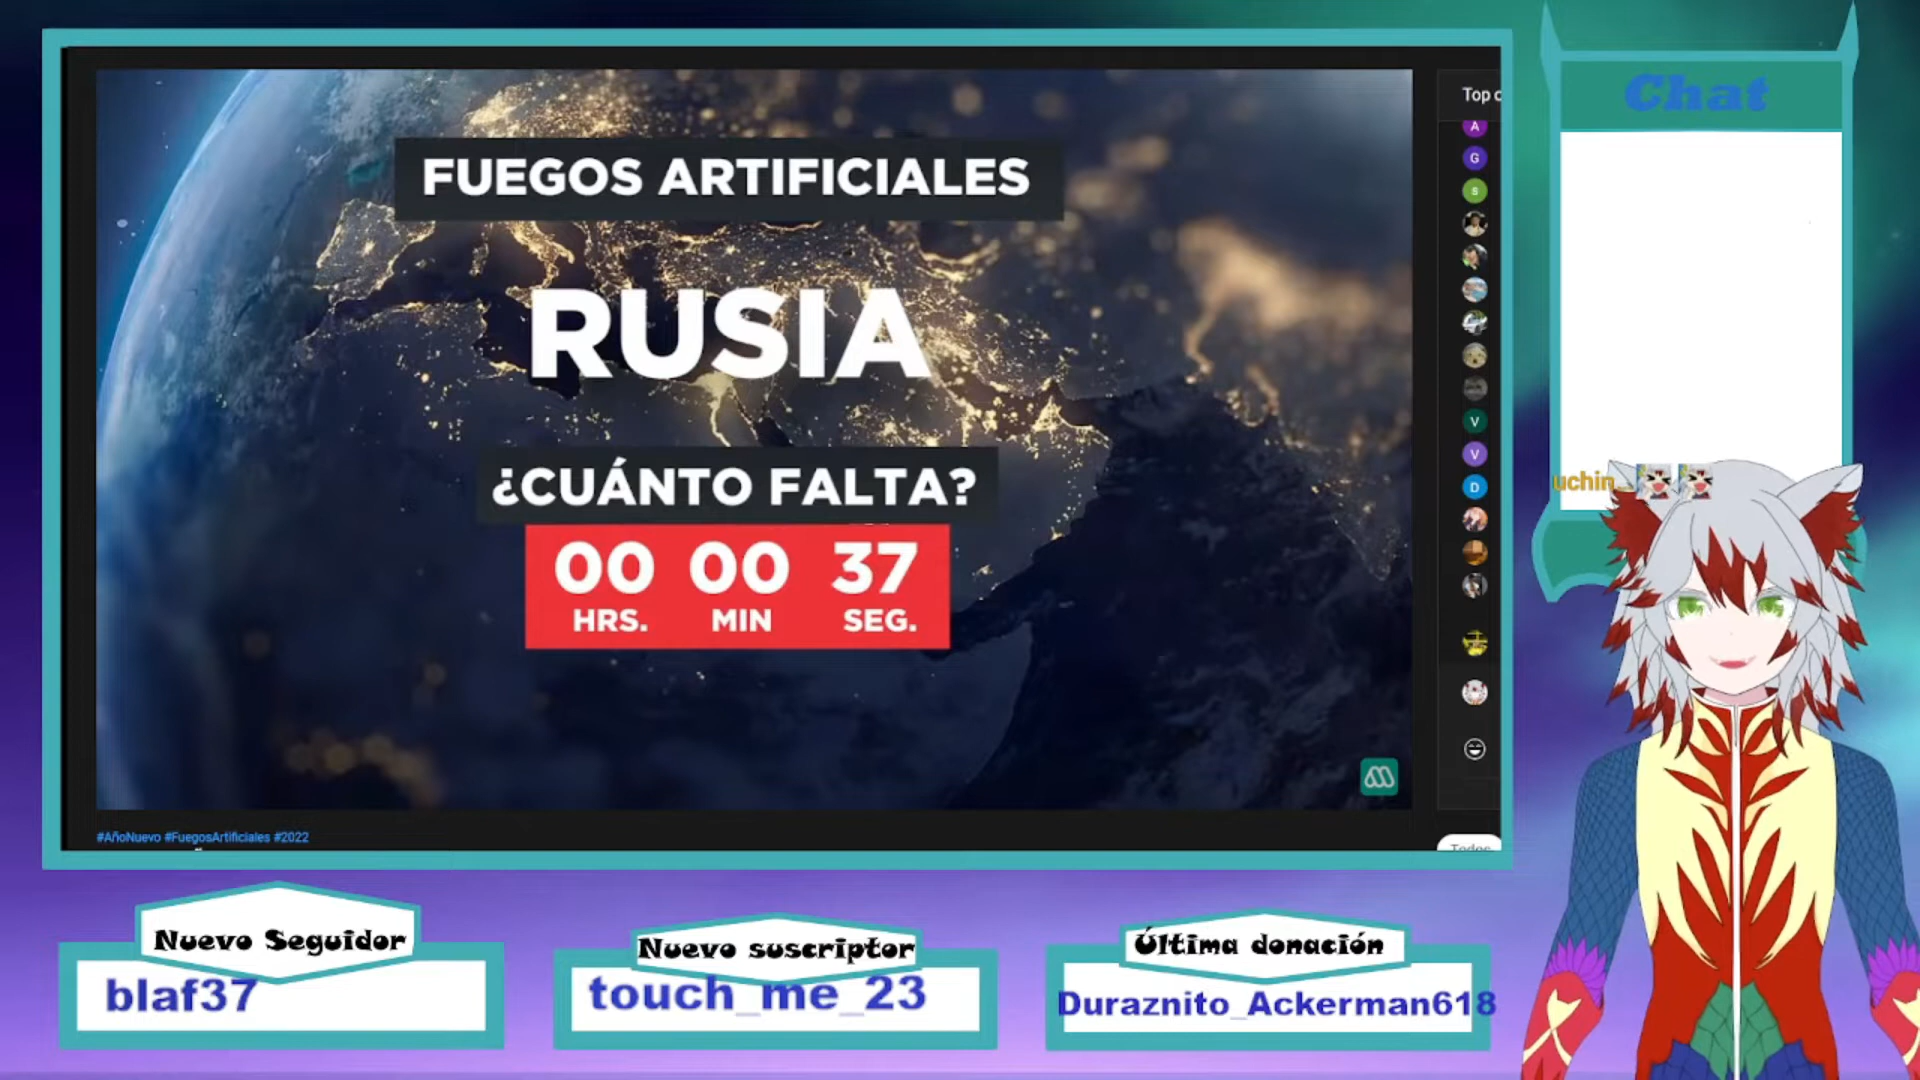 FUEGOS ARTIFICIALES
RUSIA
¿CUÁNTO FALTA?
00 00 37
HRS. MIN SEG.
#AñoNuevo #FuegosArtificiales #2022
Top c
A
G
S
V
V
D
Todos
Chat
uchin
Nuevo Seguidor
blaf37
Nuevo suscriptor
touch_me_23
Última donación
Duraznito_Ackerman618